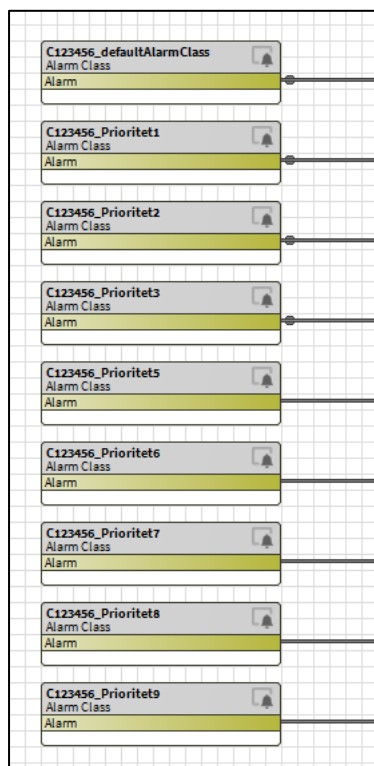 C123456_defaultAlarmClass
Alarm Class
Alarm
C123456_Prioritet1
Alarm Class
Alarm
C123456_Prioritet2
Alarm Class
Alarm
C123456_Prioritet3
Alarm Class
Alarm
C123456_Prioritet5
Alarm Class
Alarm
C123456_Prioritet6
Alarm Class
Alarm
C123456_Prioritet7
Alarm Class
Alarm
C123456_Prioritet8
Alarm Class
Alarm
C123456_Prioritet9
Alarm Class
Alarm